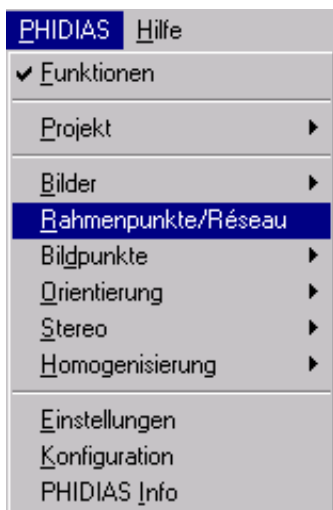 PHIDIAS Hilfe
Funktionen
Projekt
Bilder
Rahmenpunkte/Réseau
Bildpunkte
Orientierung
Stereo
Homogenisierung
Einstellungen
Konfiguration
PHIDIAS Info